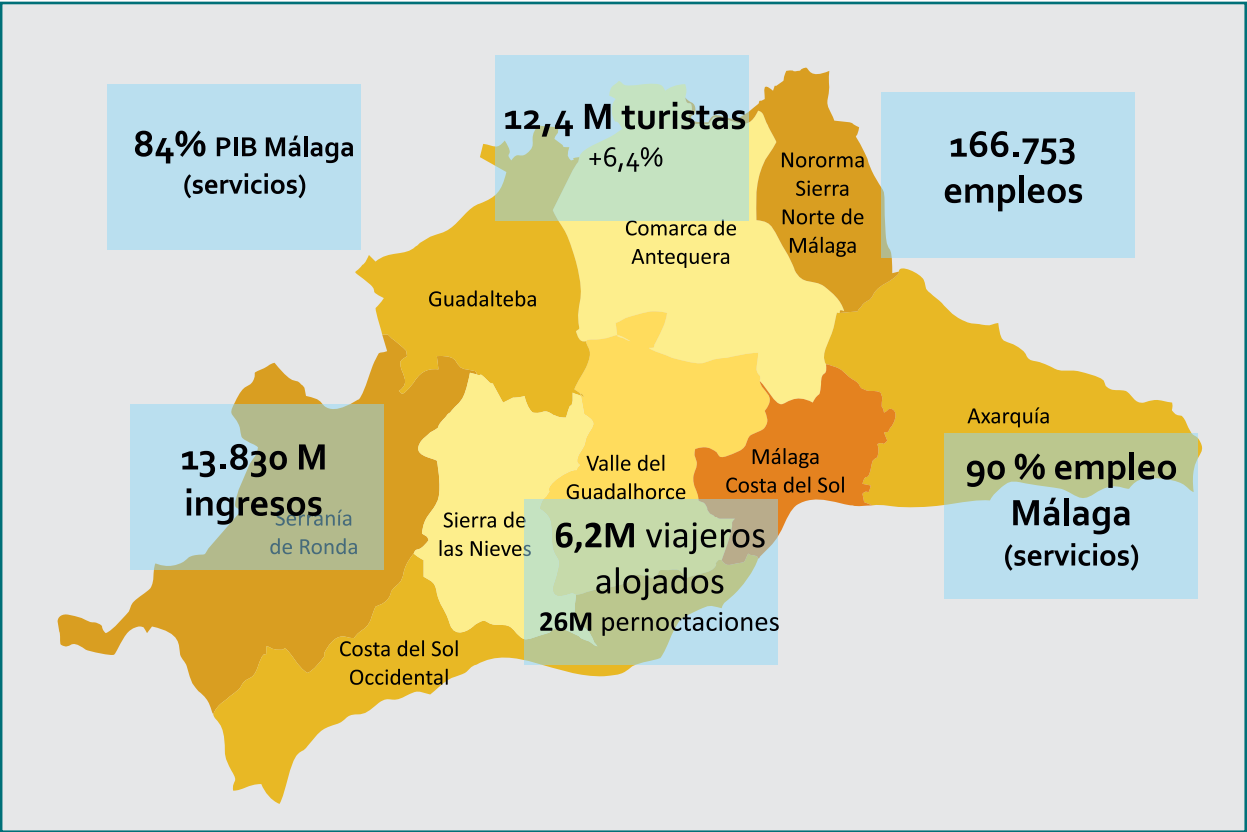 12,4 M turistas
+6,4%
84% PIB Málaga
(servicios)
166.753
empleos
Nororma
Sierra
Norte de
Málaga
Comarca de
Antequera
Guadalteba
Axarquía
13.830 M
ingresos
Serranía
de Ronda
Valle del
Guadalhorce
Málaga
Costa del Sol
90 % empleo
Málaga
(servicios)
Sierra de
las Nieves
6,2M viajeros
alojados
26M pernoctaciones
Costa del Sol
Occidental